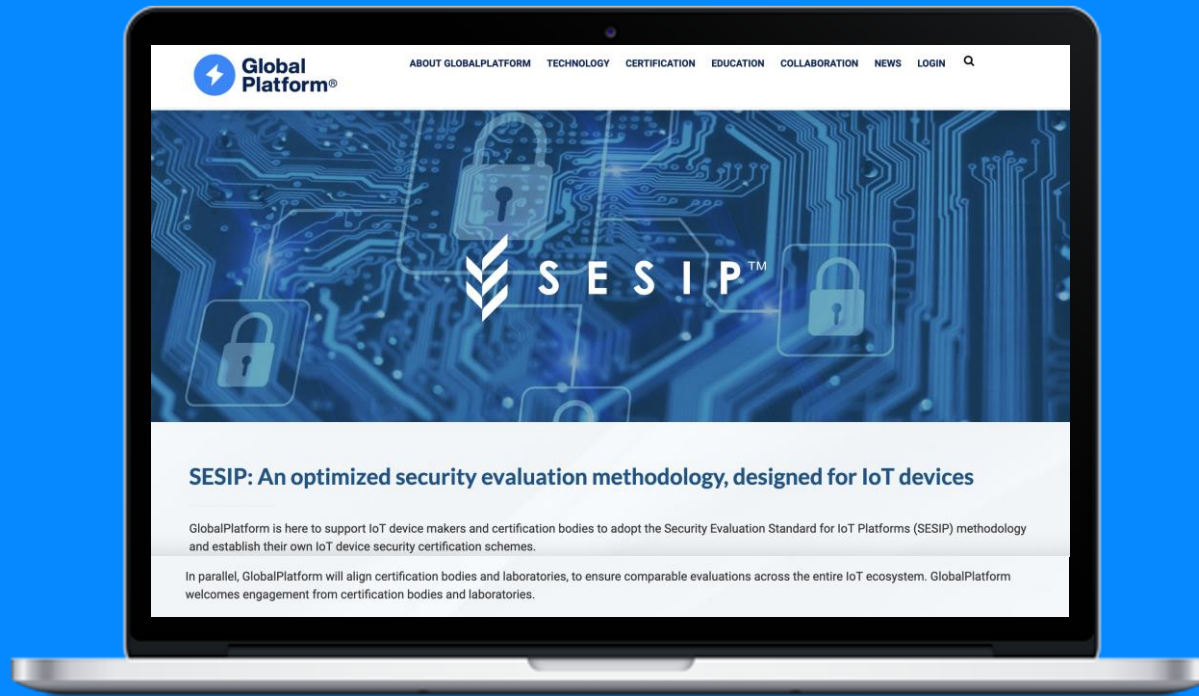 Global
Platform®
ABOUT GLOBALPLATFORM TECHNOLOGY CERTIFICATION EDUCATION COLLABORATION NEWS LOGIN
SESIP™
SESIP: An optimized security evaluation methodology, designed for IoT devices
GlobalPlatform is here to support IoT device makers and certification bodies to adopt the Security Evaluation Standard for IoT Platforms (SESIP) methodology
and establish their own IoT device security certification schemes.
In parallel, GlobalPlatform will align certification bodies and laboratories, to ensure comparable evaluations across the entire IoT ecosystem. GlobalPlatform
welcomes engagement from certification bodies and laboratories.